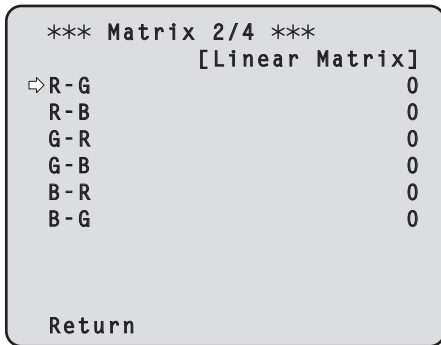 *** Matrix 2/4 ***
[Linear Matrix]
⇨R-G 0
R-B 0
G-R 0
G-B 0
B-R 0
B-G 0
Return